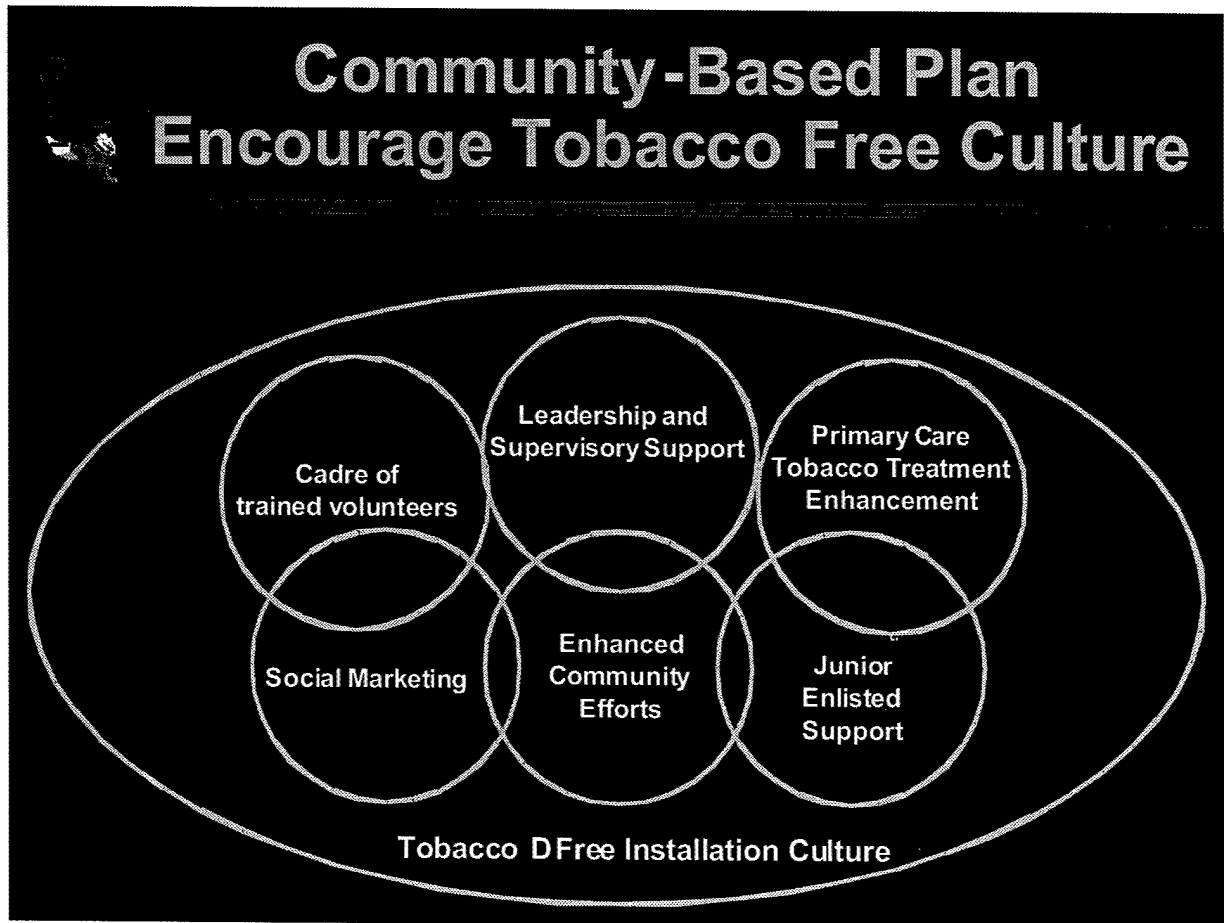 Community-Based Plan
Encourage Tobacco Free Culture
Leadership and
Supervisory Support
Cadre of
trained volunteers
Primary Care
Tobacco Treatment
Enhancement
Social Marketing
Enhanced
Community
Efforts
Junior
Enlisted
Support
Tobacco DFree Installation Culture